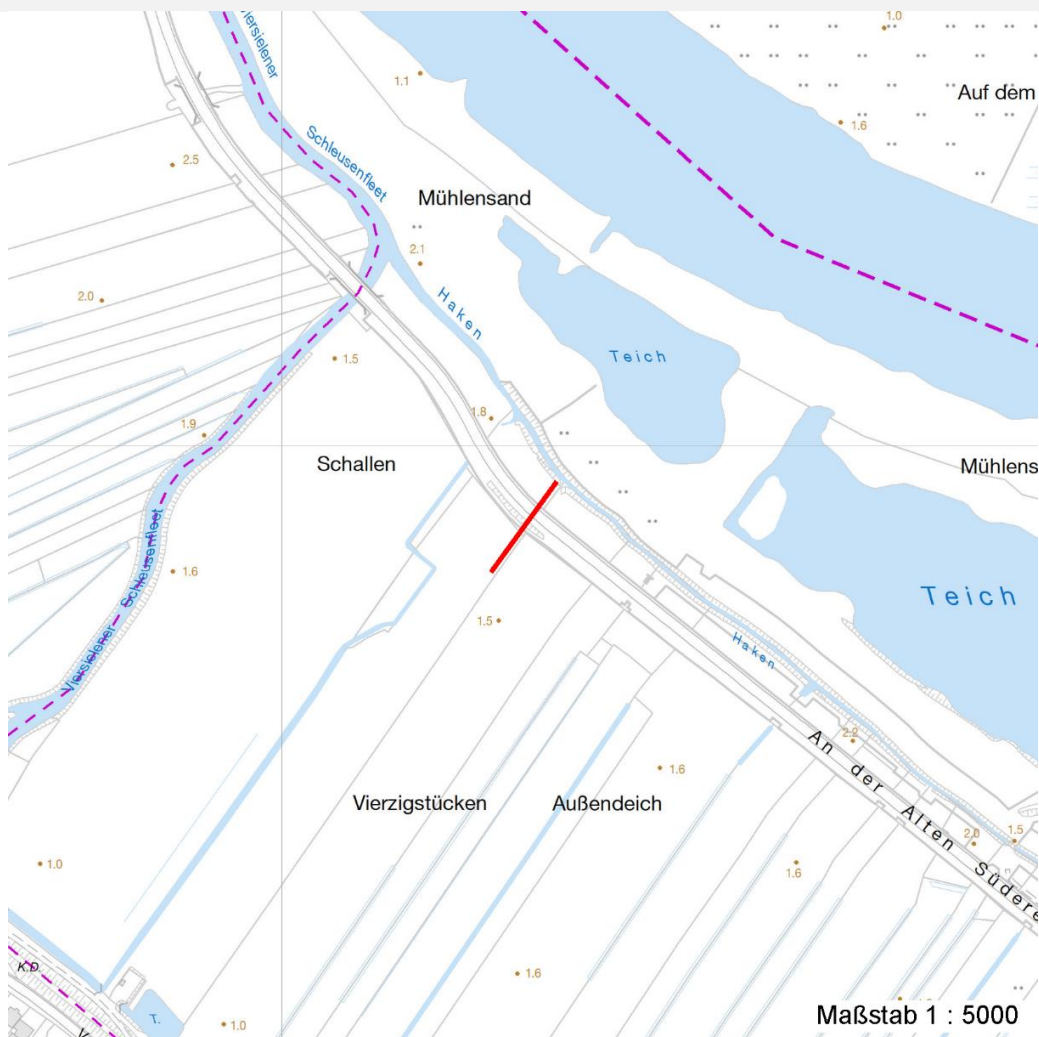 1.0
Viersielener
Auf dem
1.1
1.6
2.5
Schleusenfleet
Mühlensand
2.1
2.0
Haken
1.5
Teich
1.8
1.9
Schallen
Mühlens
Schleusenfleet
1.6
Teich
1.5
Viersielener
Haken
2.2
An der Alten Südere
1.6
Vierzigstücken
Außendeich
2.0
1.5
1.0
1.6
K.D.
1.6
T.
1.0
Maßstab 1 : 5000